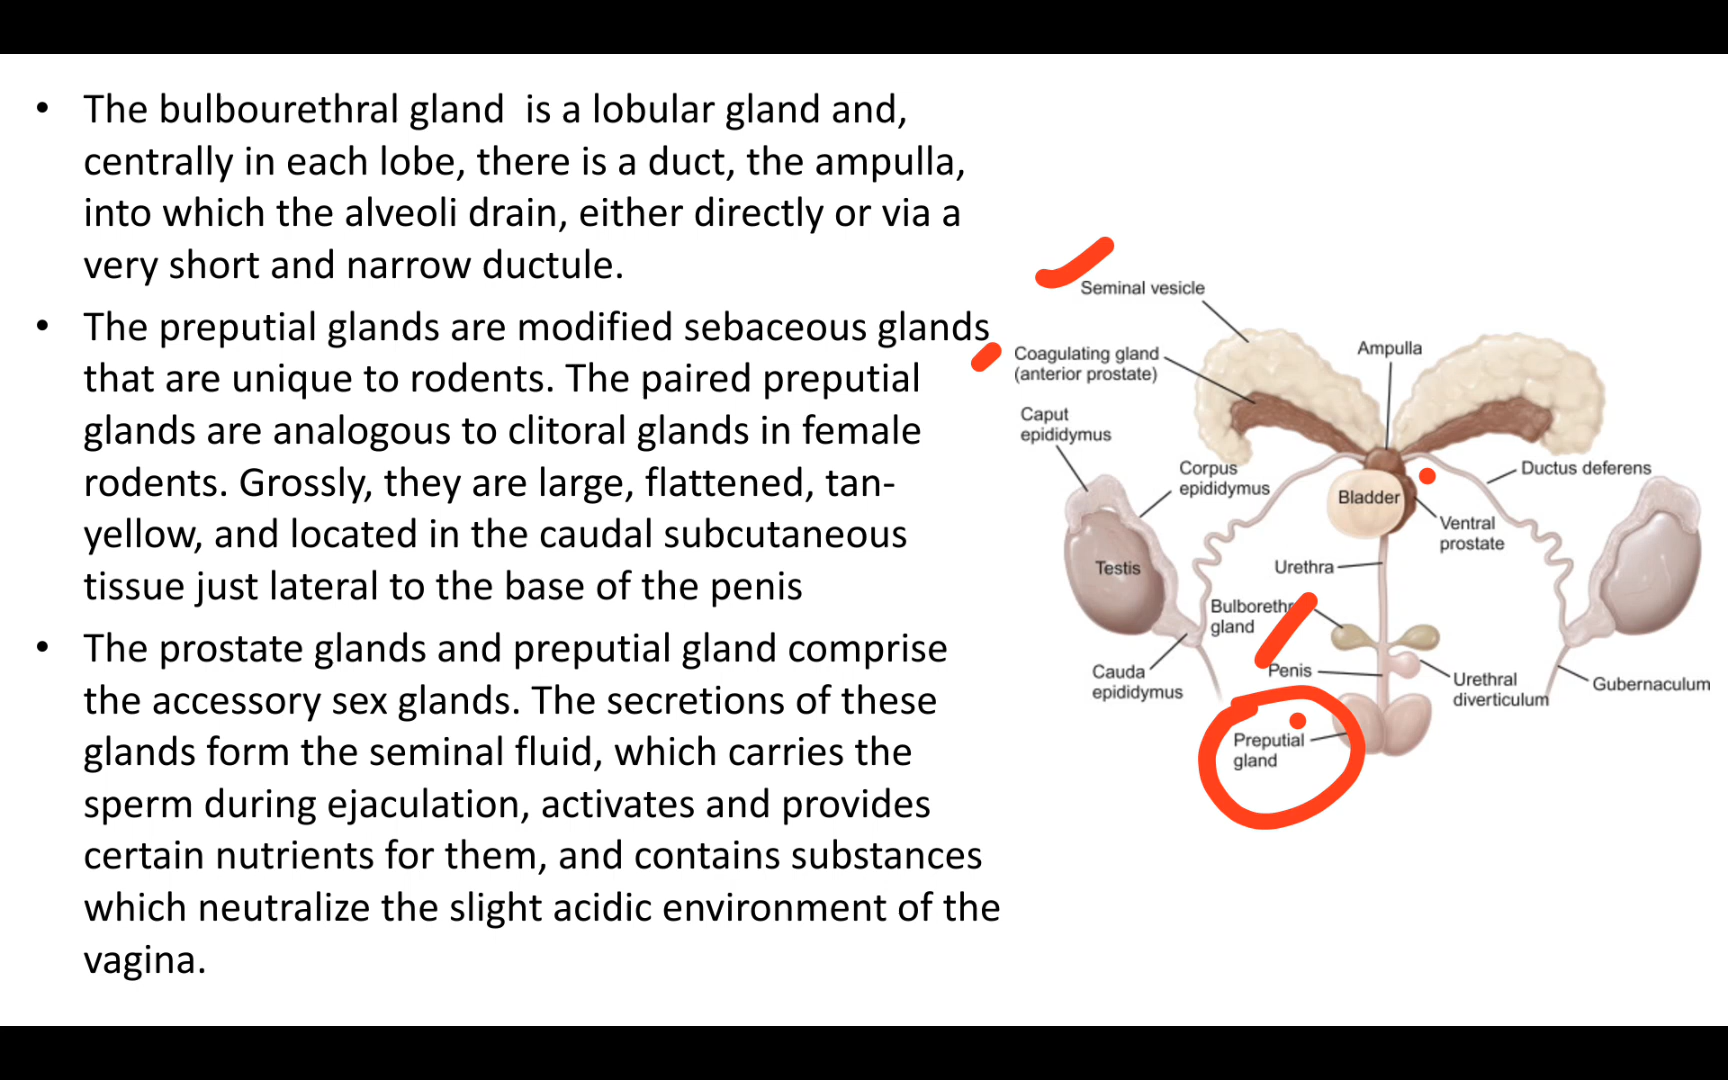 • The bulbourethral gland  is a lobular gland and,
centrally in each lobe, there is a duct, the ampulla,
into which the alveoli drain, either directly or via a
very short and narrow ductule.
• The preputial glands are modified sebaceous glands
that are unique to rodents. The paired preputial
glands are analogous to clitoral glands in female
rodents. Grossly, they are large, flattened, tan-
yellow, and located in the caudal subcutaneous
tissue just lateral to the base of the penis
• The prostate glands and preputial gland comprise
the accessory sex glands. The secretions of these
glands form the seminal fluid, which carries the
sperm during ejaculation, activates and provides
certain nutrients for them, and contains substances
which neutralize the slight acidic environment of the
vagina.
Seminal vesicle
Coagulating gland
(anterior prostate)
Ampulla
Caput
epididymus
Corpus
epididymus
Ductus deferens
Bladder
Ventral
prostate
Testis
Urethra
gland
Penis
Cauda
epididymus
Urethral
diverticulum
Gubernaculum
Preputial
gland